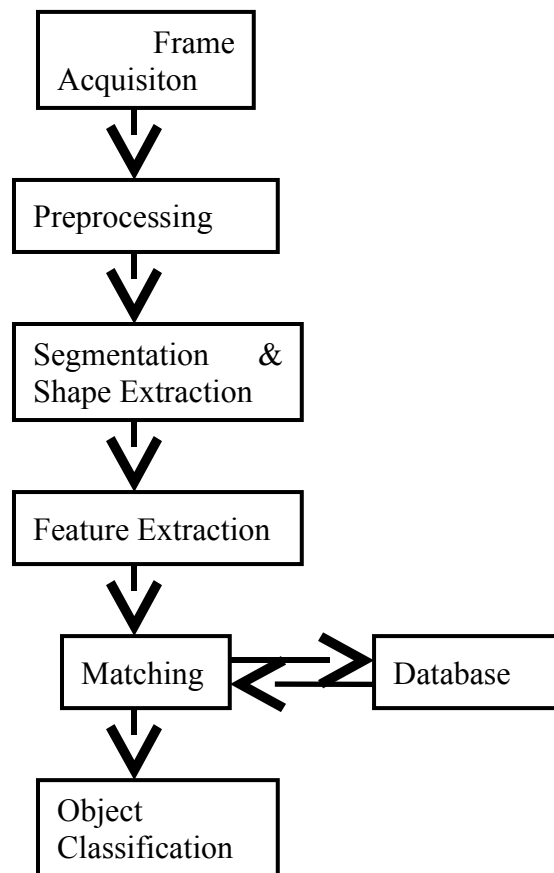 Frame
Acquisiton
Preprocessing
Segmentation &
Shape Extraction
Feature Extraction
Matching
Database
Object
Classification